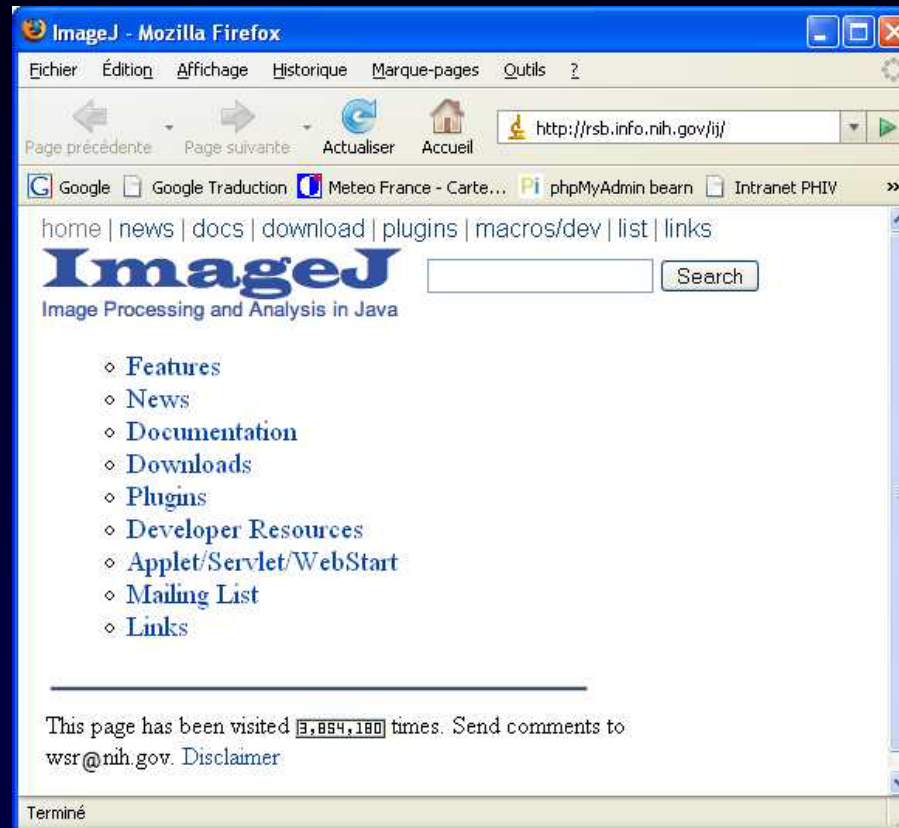 ImageJ - Mozilla Firefox
Fichier Édition Affichage Historique Marque-pages Outils ?
Page précédente Page suivante Actualiser Accueil http://rsb.info.nih.gov/ij/
G Google Google Traduction Meteo France - Carte... Pi phpMyAdmin bearn Intranet PHIV »
home | news | docs | download | plugins | macros/dev | list | links
ImageJ Search
Image Processing and Analysis in Java
Features
News
Documentation
Downloads
Plugins
Developer Resources
Applet/Servlet/WebStart
Mailing List
Links
This page has been visited 3,854,180 times. Send comments to
wsr@nih.gov. Disclaimer
Terminé